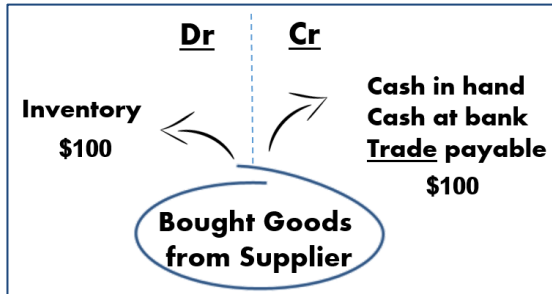 Dr
Cr
Inventory
$100
Cash in hand
Cash at bank
Trade payable
$100
Bought Goods
from Supplier